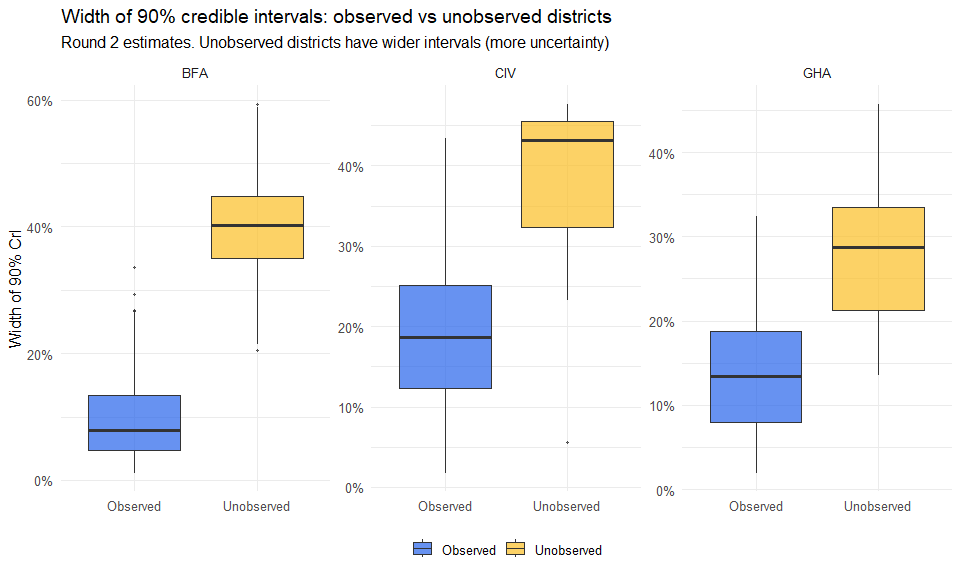 Width of 90% credible intervals: observed vs unobserved districts
Round 2 estimates. Unobserved districts have wider intervals (more uncertainty)
BFA
CIV
GHA
Width of 90% CrI
60%
40%
20%
0%
40%
30%
20%
10%
0%
40%
30%
20%
10%
0%
Observed
Unobserved
Observed
Unobserved
Observed
Unobserved
Observed
Unobserved